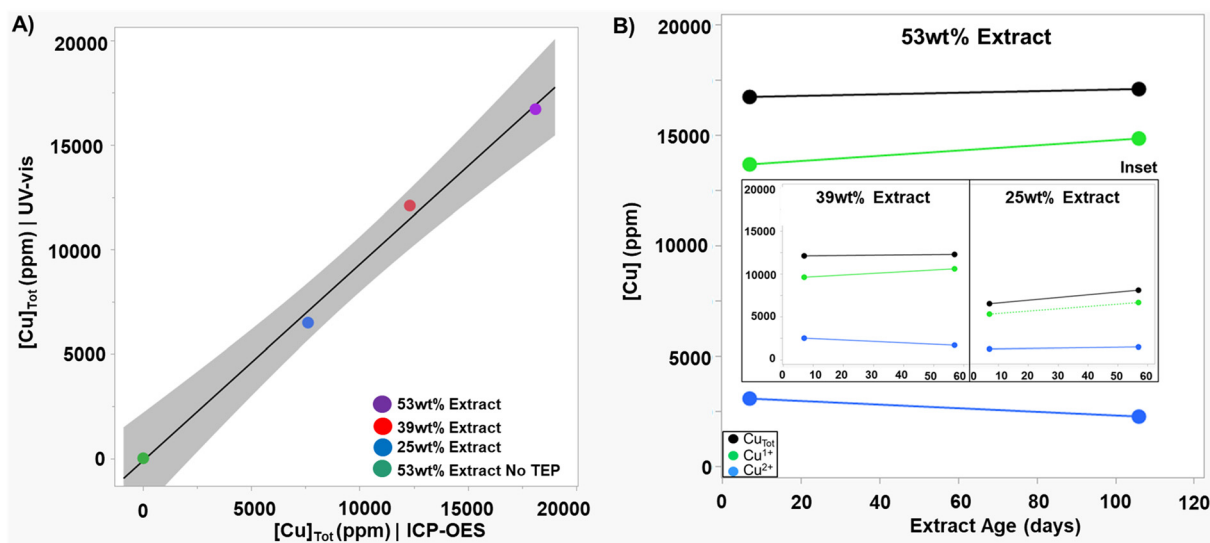 A)
20000
15000
10000
5000
0
[Cu]Tot (ppm) | UV-vis
53wt% Extract
39wt% Extract
25wt% Extract
53wt% Extract No TEP
0
5000
10000
15000
20000
[Cu]Tot (ppm) | ICP-OES
B)
53wt% Extract
20000
15000
10000
5000
0
[Cu] (ppm)
Inset
39wt% Extract
20000
15000
10000
5000
0
0 10 20 30 40 50 60
25wt% Extract
0 10 20 30 40 50 60
CuTot
Cu1+
Cu2+
0 20 40 60 80 100 120
Extract Age (days)